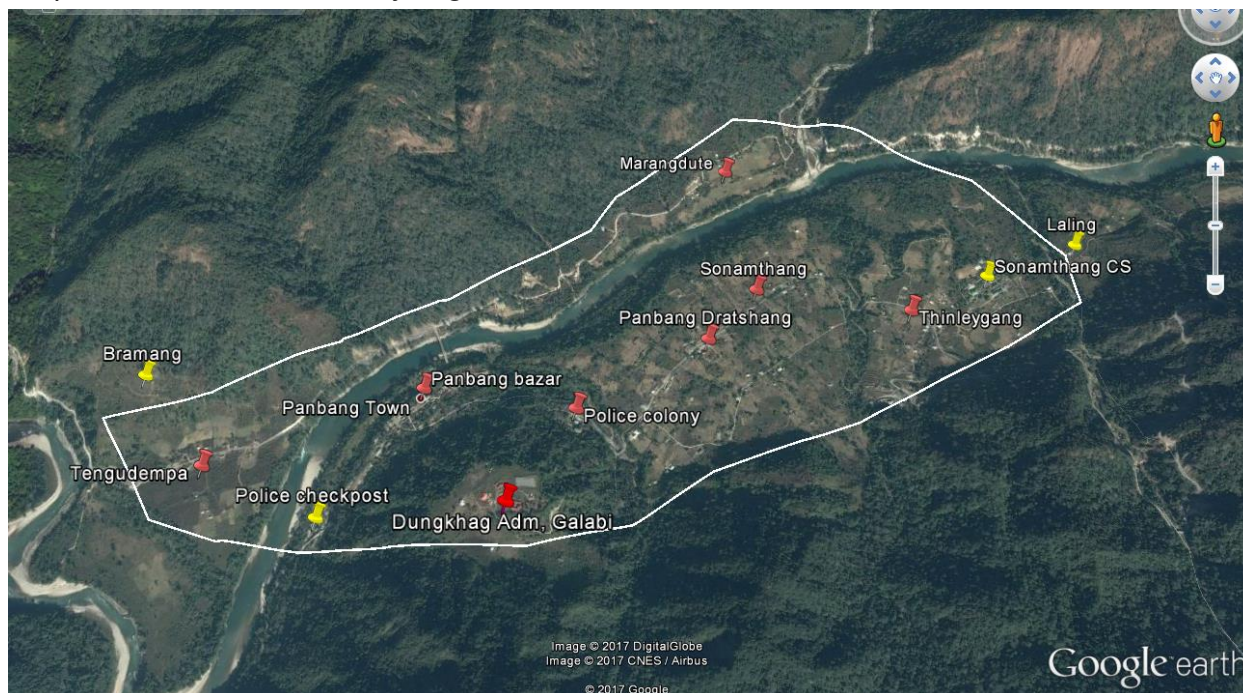 Marangdute
Laling
Sonamthang
Sonamthang CS
Panbang Dratshang
Thinleygang
Bramang
Panbang bazar
Panbang Town
Police colony
Tengudempa
Police checkpost
Dungkhag Adm, Galabi
Image © 2017 DigitalGlobe
Image © 2017 CNES / Airbus
© 2017 Google
Google earth